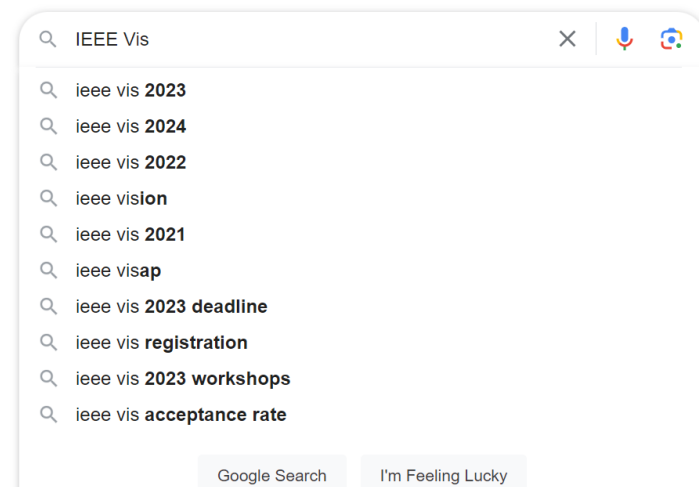 IEEE Vis
ieee vis 2023
ieee vis 2024
ieee vis 2022
ieee vision
ieee vis 2021
ieee visap
ieee vis 2023 deadline
ieee vis registration
ieee vis 2023 workshops
ieee vis acceptance rate
Google Search I'm Feeling Lucky